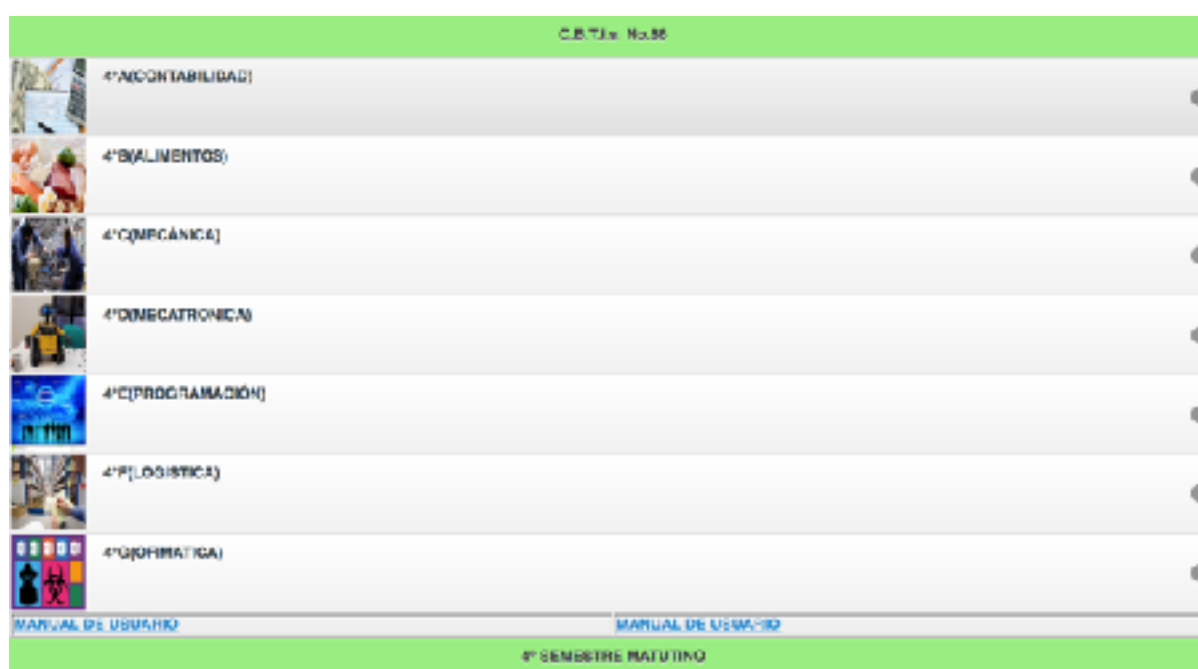 C.B.T.i.s. No.
4°A(CONTABILIDAD)
4°B(ALIMENTOS)
4°C(MECÁNICA)
4°D(MECATRONICA)
4°E(PROGRAMACIÓN)
4°F(LOGISTICA)
4°G(OFIMATICA)
MANUAL DE USUARIO MANUAL DE USUARIO
4° SEMESTRE MATUTINO